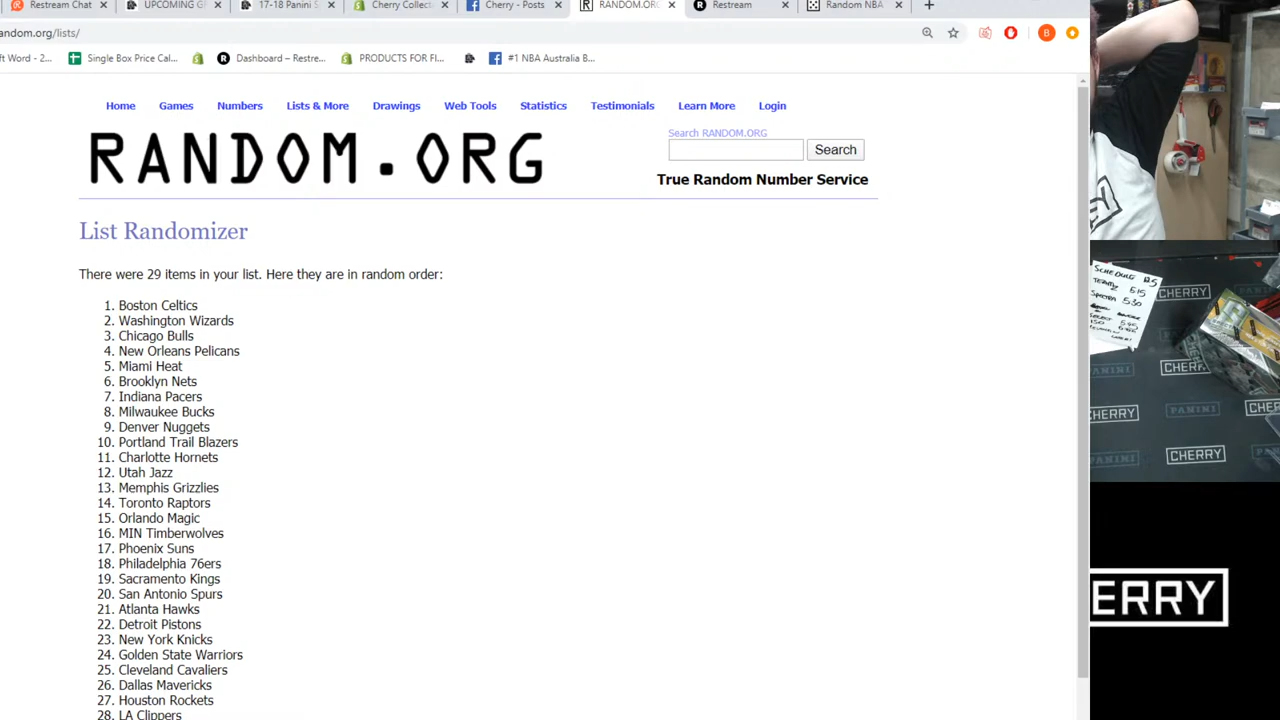 Restream Chat
UPCOMING GF
17-18 Panini S
Cherry Collect
Cherry - Posts
RANDOM.ORG
Restream
Random NBA
andom.org/lists/
ft Word - 2...
Single Box Price Cal...
Dashboard – Restre...
PRODUCTS FOR FI...
#1 NBA Australia B...
Home Games Numbers Lists & More Drawings Web Tools Statistics Testimonials Learn More Login
RANDOM.ORG
Search RANDOM.ORG
Search
True Random Number Service
List Randomizer
There were 29 items in your list. Here they are in random order:
1. Boston Celtics
2. Washington Wizards
3. Chicago Bulls
4. New Orleans Pelicans
5. Miami Heat
6. Brooklyn Nets
7. Indiana Pacers
8. Milwaukee Bucks
9. Denver Nuggets
10. Portland Trail Blazers
11. Charlotte Hornets
12. Utah Jazz
13. Memphis Grizzlies
14. Toronto Raptors
15. Orlando Magic
16. MIN Timberwolves
17. Phoenix Suns
18. Philadelphia 76ers
19. Sacramento Kings
20. San Antonio Spurs
21. Atlanta Hawks
22. Detroit Pistons
23. New York Knicks
24. Golden State Warriors
25. Cleveland Cavaliers
26. Dallas Mavericks
27. Houston Rockets
28. LA Clippers
SCHEDULE
515
SPECTRA 530
CHERRY
PANINI
CHERRY
PANINI
CHERRY
CHERRY
ERRY